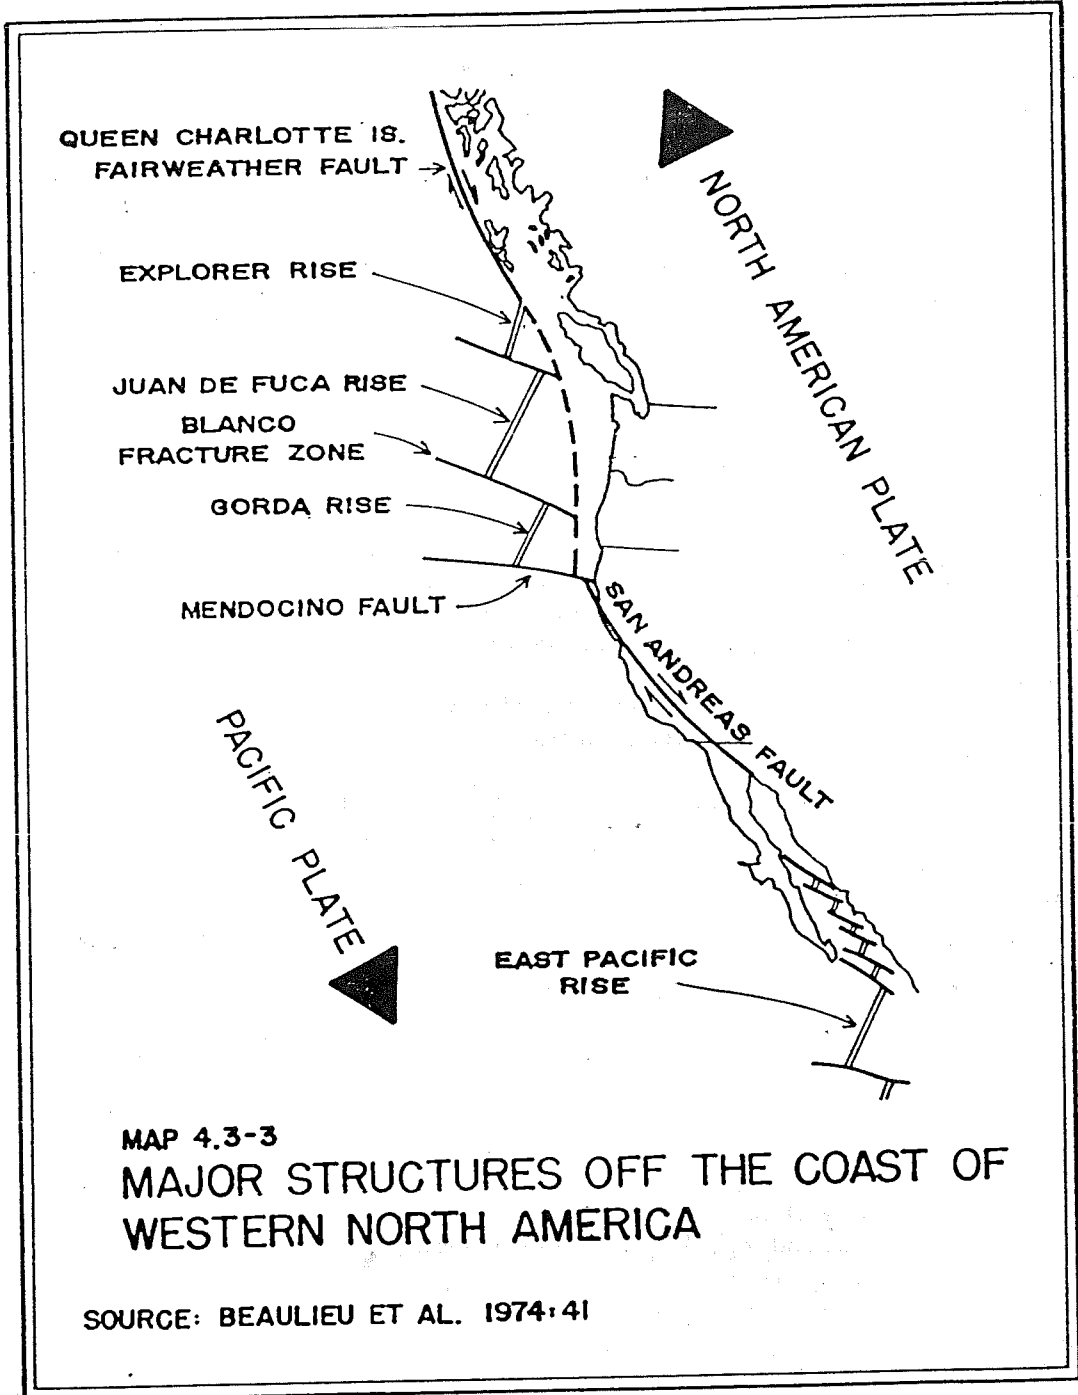 QUEEN CHARLOTTE IS.
FAIRWEATHER FAULT
EXPLORER RISE
JUAN DE FUCA RISE
BLANCO
FRACTURE ZONE
GORDA RISE
MENDOCINO FAULT
NORTH AMERICAN PLATE
SAN ANDREAS FAULT
PACIFIC PLATE
EAST PACIFIC
RISE
MAP 4.3-3
MAJOR STRUCTURES OFF THE COAST OF
WESTERN NORTH AMERICA
SOURCE: BEAULIEU ET AL. 1974:41